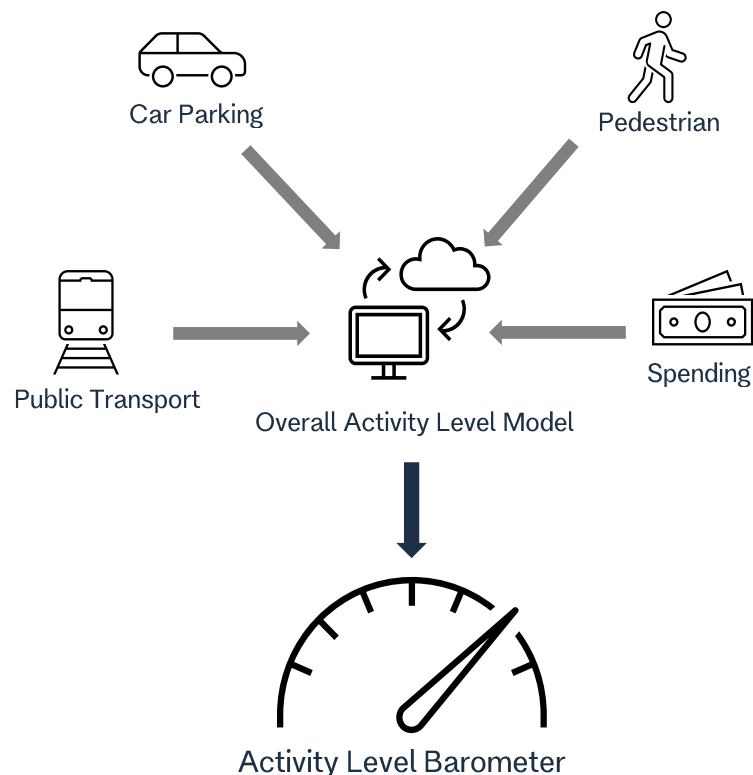 Car Parking
Pedestrian
Public Transport
Spending
Overall Activity Level Model
Activity Level Barometer